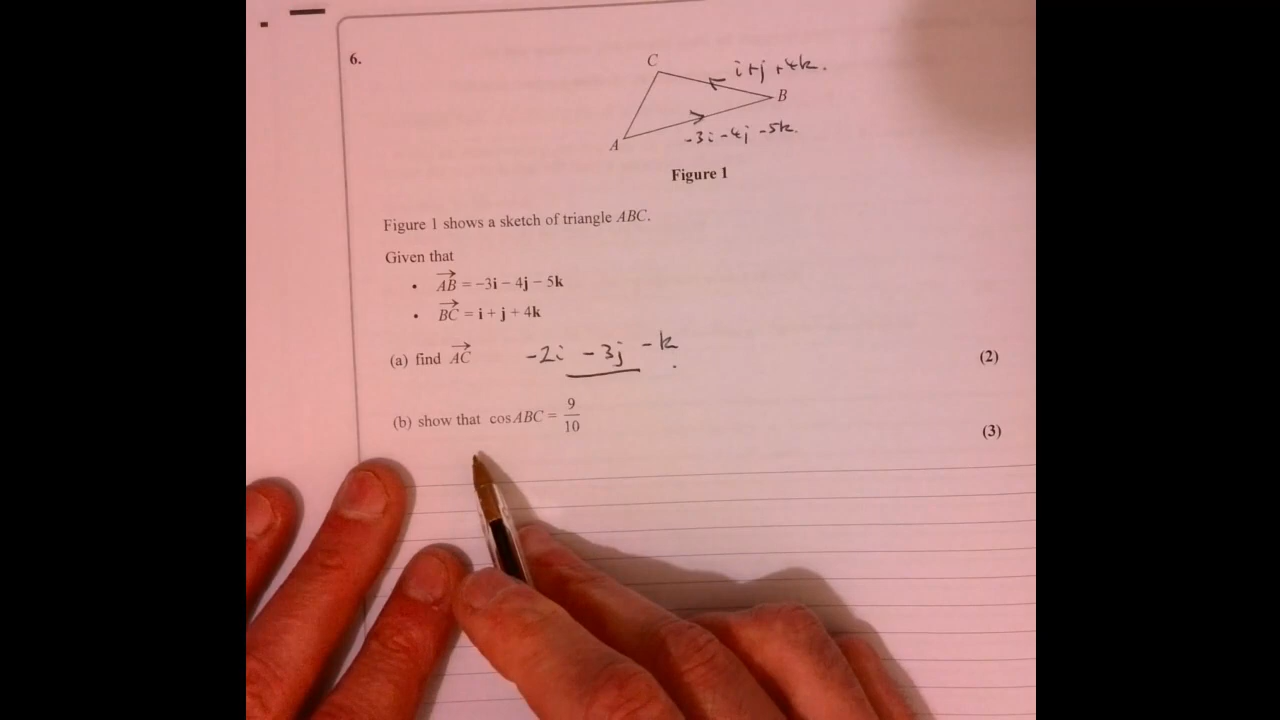 6.
C
i+j+4k.
B
A
-3i-4j-5k.
Figure 1
Figure 1 shows a sketch of triangle ABC.
Given that
• AB = −3i − 4j − 5k
• BC = i + j + 4k
(a) find AC -2i -3j -k.
(2)
(b) show that cos ABC = 9/10
(3)